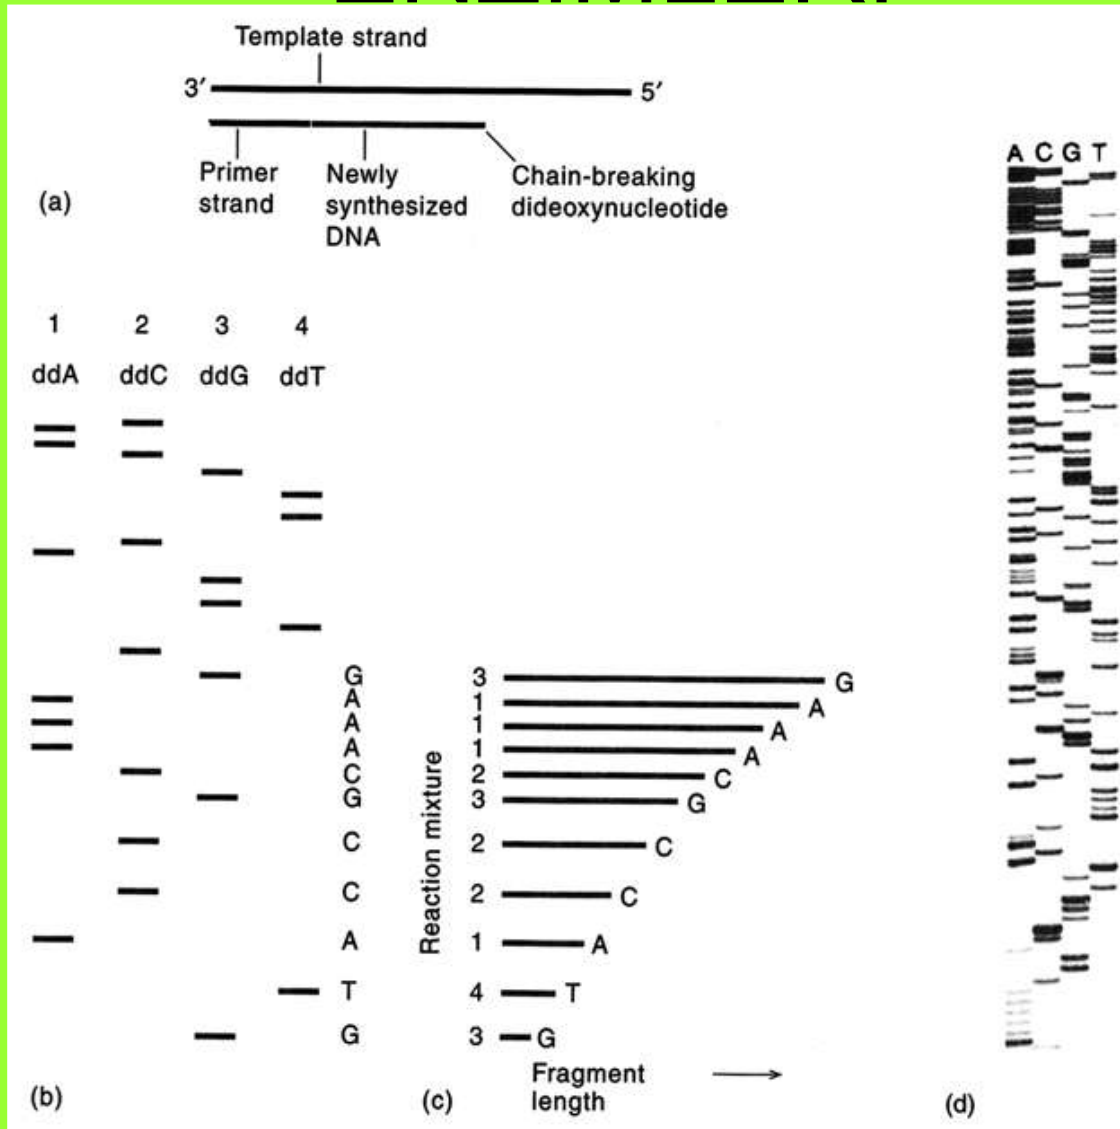 Template strand
3′ 5′
Primer strand
Newly synthesized DNA
Chain-breaking dideoxynucleotide
(a)
1 2 3 4
ddA ddC ddG ddT
G
A
A
A
C
G
C
C
A
T
G
(b)
Reaction mixture
3 G
1 A
1 A
1 A
2 C
3 G
2 C
2 C
1 A
4 T
3 G
Fragment length
(c)
A C G T
(d)